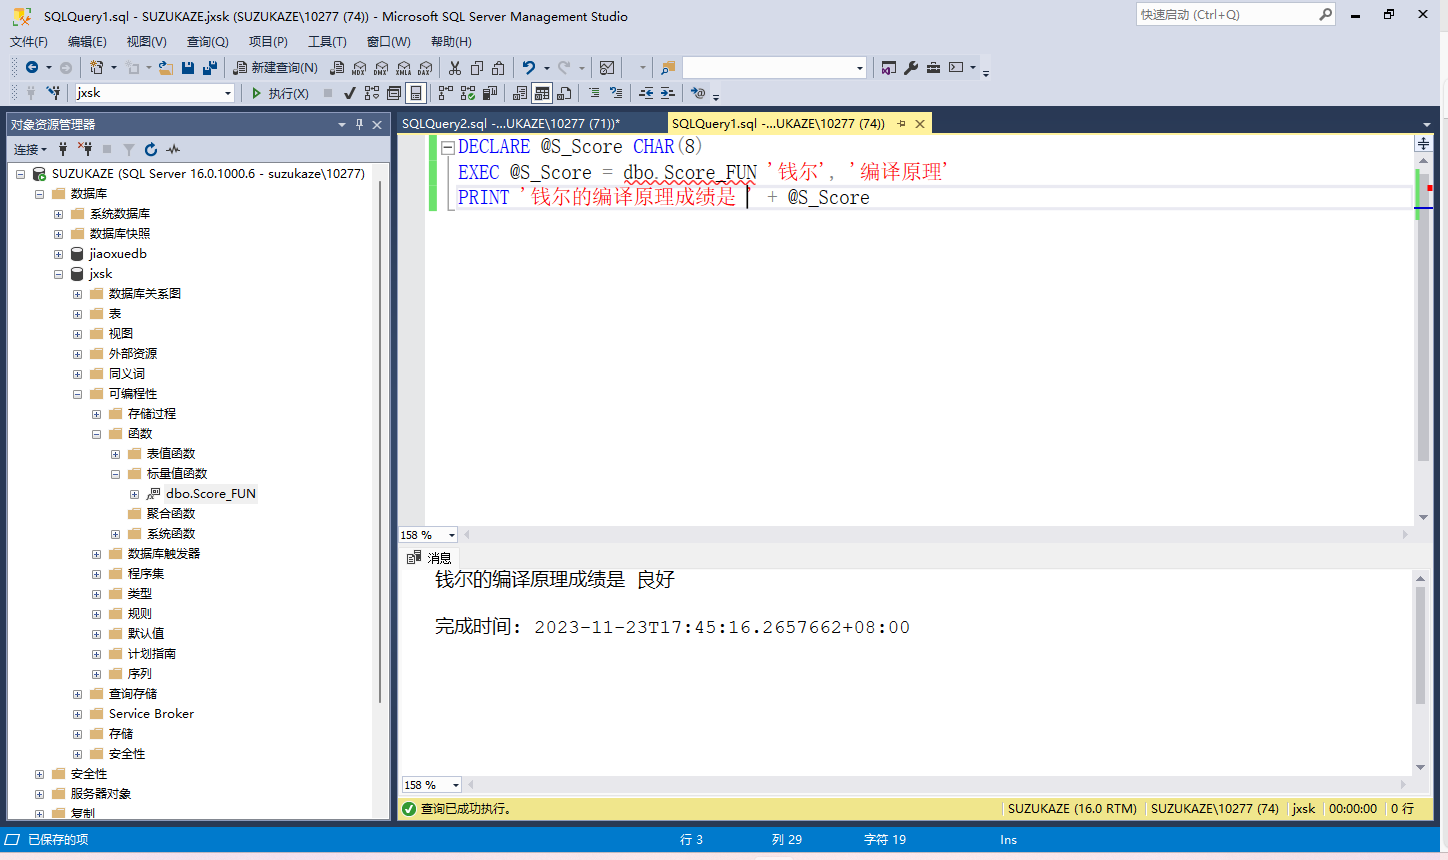 SQLQuery1.sql - SUZUKAZE.jxsk (SUZUKAZE\10277 (74)) - Microsoft SQL Server Management Studio
快速启动 (Ctrl+Q)
文件(F) 编辑(E) 视图(V) 查询(Q) 项目(P) 工具(T) 窗口(W) 帮助(H)
新建查询(N) MDX DMX XMLA DAX
jxsk 执行(X)
对象资源管理器
连接
SUZUKAZE (SQL Server 16.0.1000.6 - suzukaze\10277)
数据库
系统数据库
数据库快照
jiaoxuedb
jxsk
数据库关系图
表
视图
外部资源
同义词
可编程性
存储过程
函数
表值函数
标量值函数
dbo.Score_FUN
聚合函数
系统函数
数据库触发器
程序集
类型
规则
默认值
计划指南
序列
查询存储
Service Broker
存储
安全性
安全性
服务器对象
复制
SQLQuery2.sql -...UKAZE\10277 (71))*
SQLQuery1.sql -...UKAZE\10277 (74))
DECLARE @S_Score CHAR(8)
EXEC @S_Score = dbo.Score_FUN '钱尔', '编译原理'
PRINT '钱尔的编译原理成绩是 ' + @S_Score
158 %
消息
钱尔的编译原理成绩是 良好
完成时间: 2023-11-23T17:45:16.2657662+08:00
158 %
查询已成功执行。
SUZUKAZE (16.0 RTM) SUZUKAZE\10277 (74) jxsk 00:00:00 0 行
已保存的项 行 3 列 29 字符 19 Ins